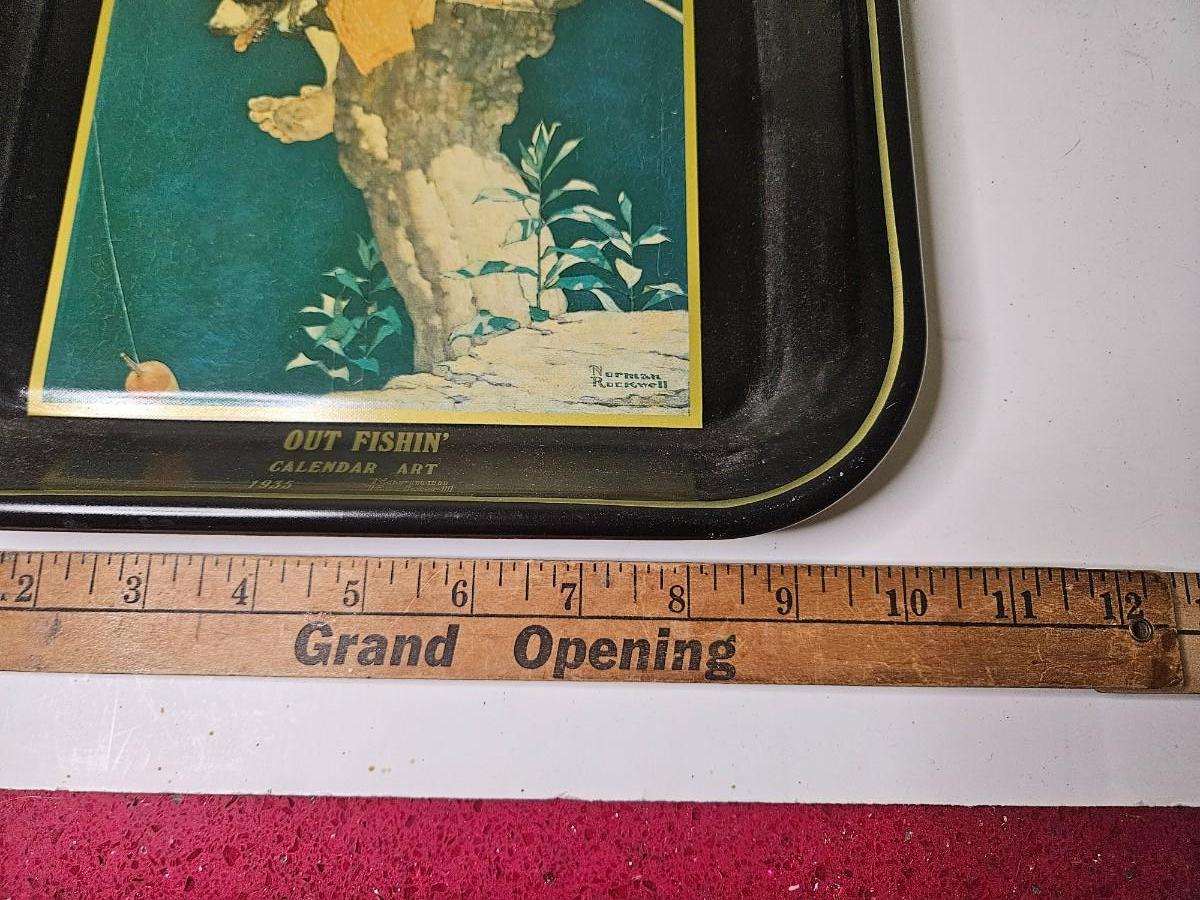 Norman
Rockwell
OUT FISHIN'
CALENDAR ART
1935
2 3 4 5 6 7 8 9 10 11 12
Grand Opening